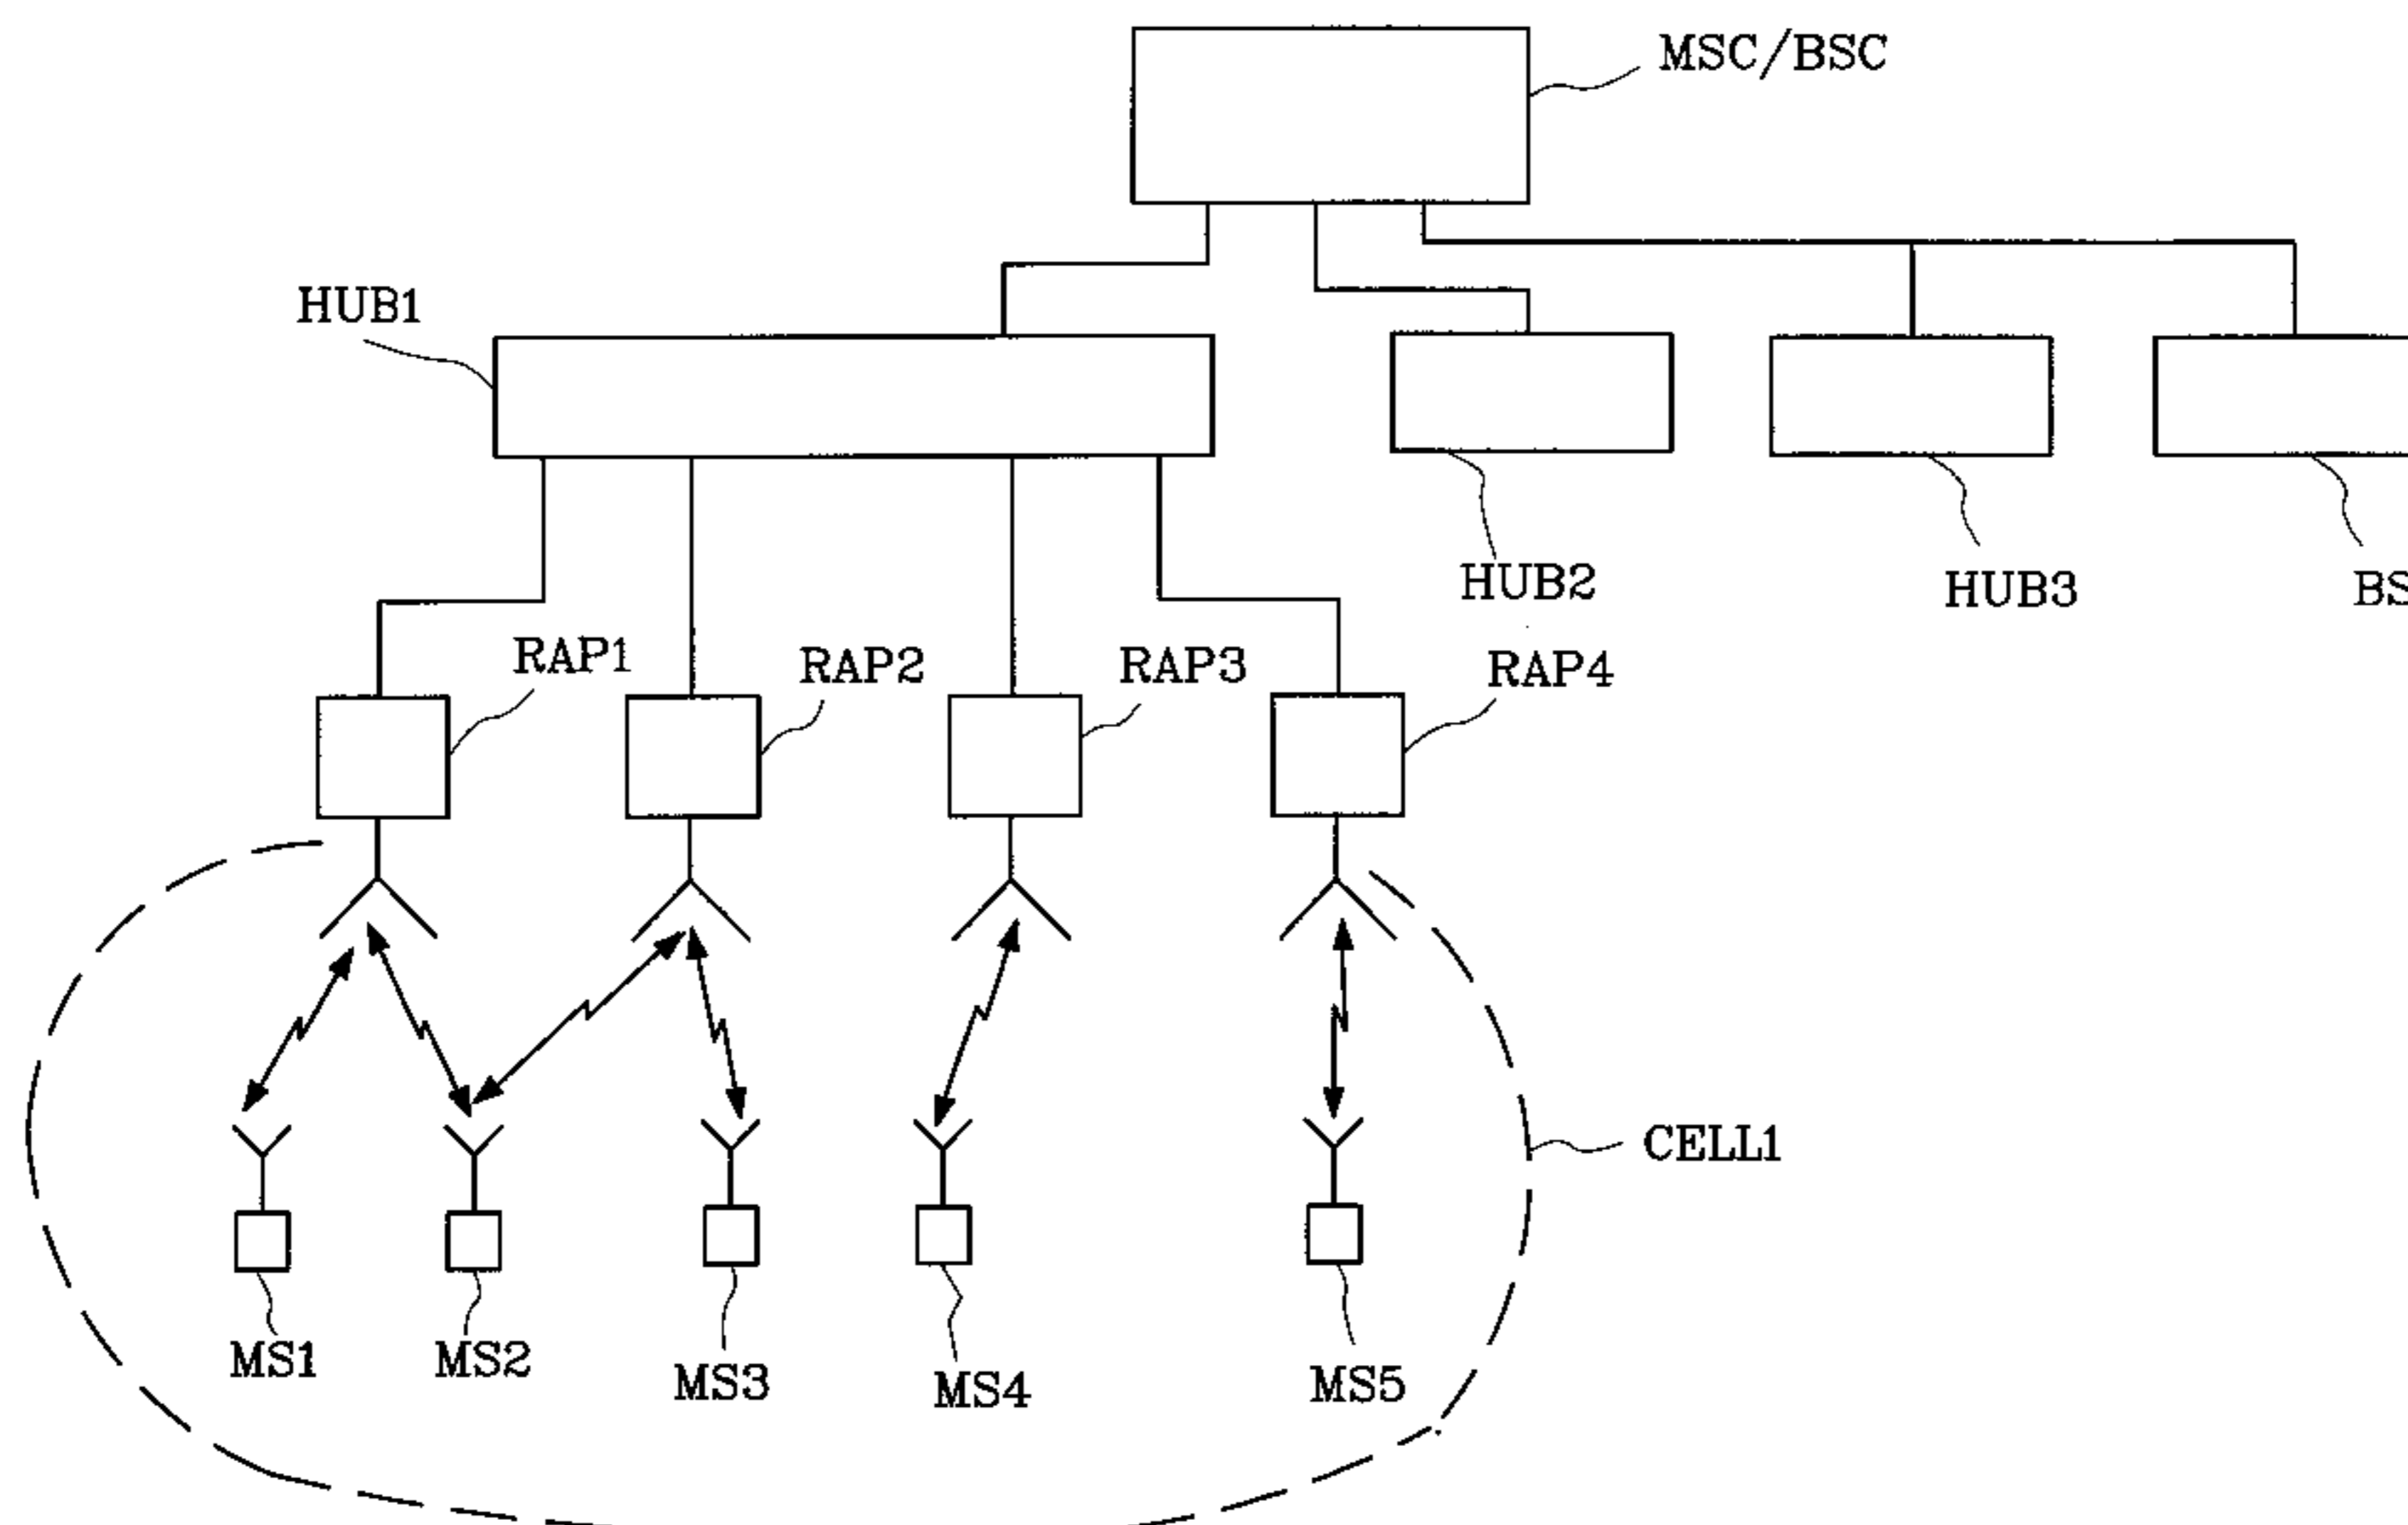 MSC/BSC
HUB1
HUB2
HUB3
RAP1
RAP2
RAP3
RAP4
CELL1
MS1
MS2
MS3
MS4
MS5